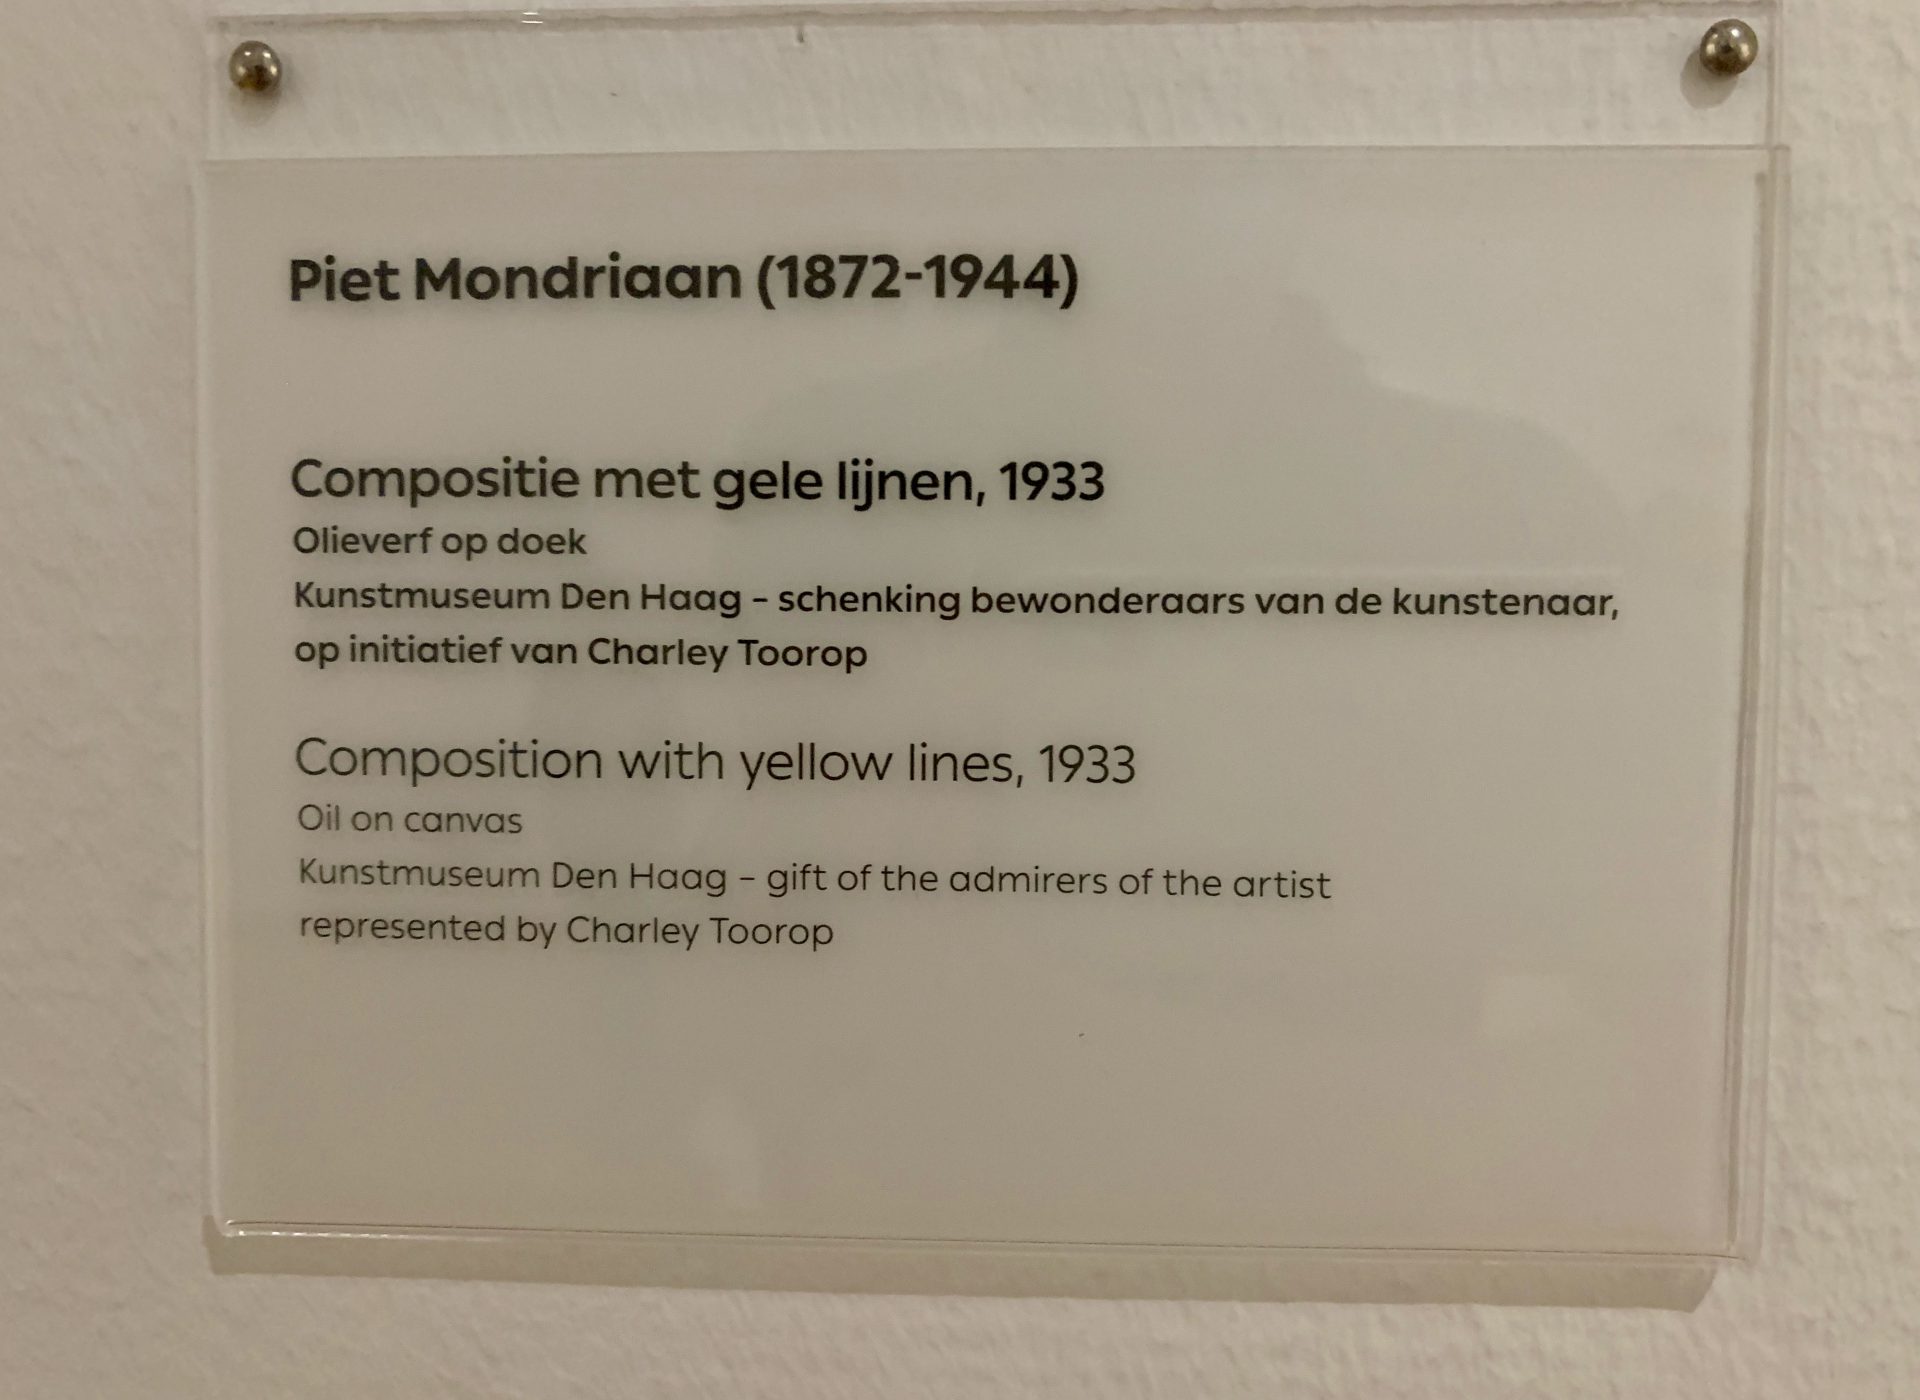 Piet Mondriaan (1872-1944)
Compositie met gele lijnen, 1933
Olieverf op doek
Kunstmuseum Den Haag – schenking bewonderaars van de kunstenaar,
op initiatief van Charley Toorop
Composition with yellow lines, 1933
Oil on canvas
Kunstmuseum Den Haag – gift of the admirers of the artist
represented by Charley Toorop